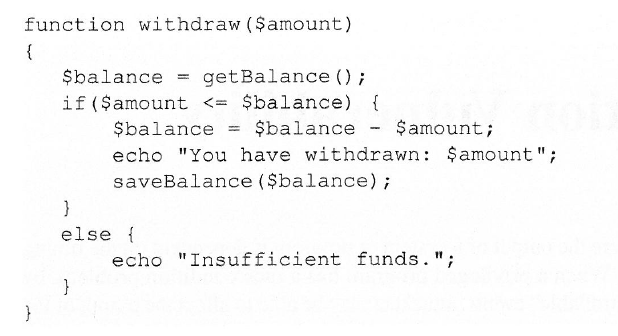 function withdraw($amount)
{
$balance = getBalance();
if($amount <= $balance) {
$balance = $balance - $amount;
echo "You have withdrawn: $amount";
saveBalance($balance);
}
else {
echo "Insufficient funds.";
}
}